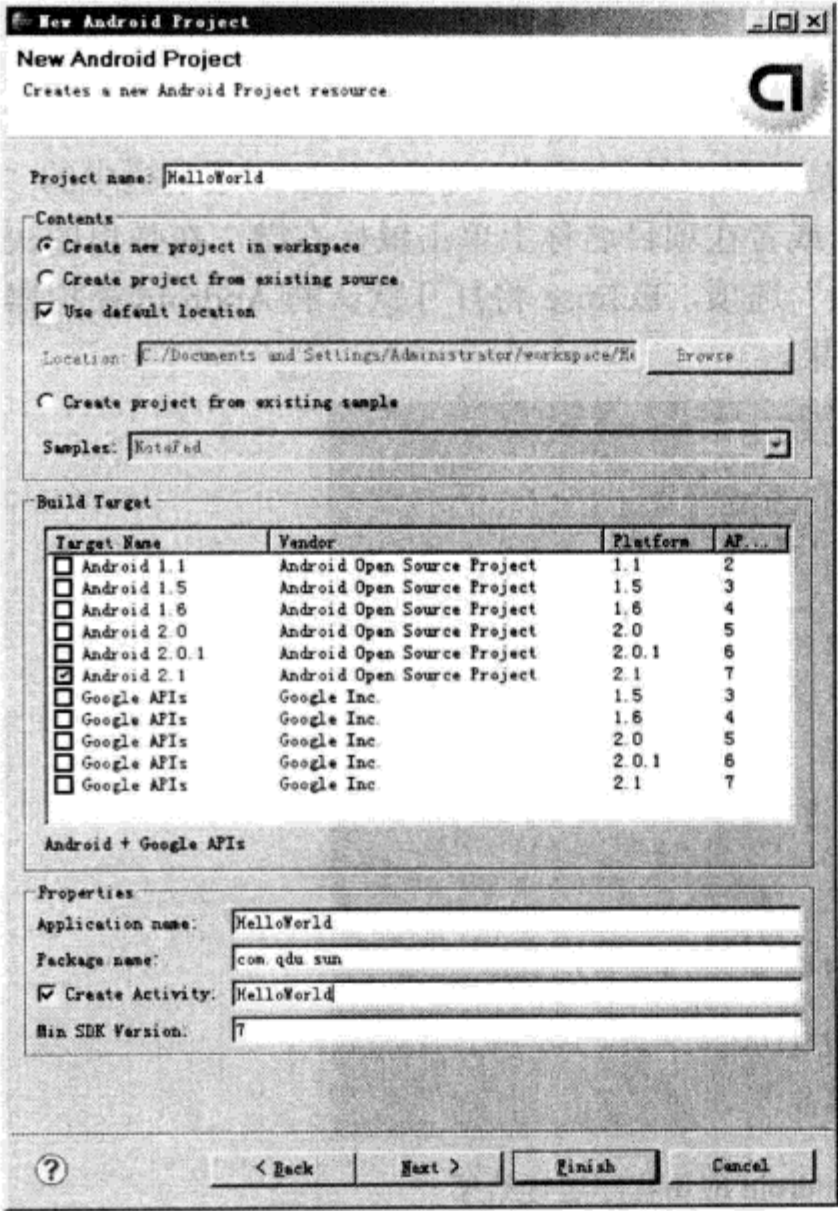 New Android Project
New Android Project
Creates a new Android Project resource.
Project name: HelloWorld
Contents
Create new project in workspace
Create project from existing source
Use default location
Location: C:/Documents and Settings/Administrator/workspace/He Browse...
Create project from existing sample
Samples: NotePad
Build Target
Target Name Vendor Platform AP...
Android 1.1 Android Open Source Project 1.1 2
Android 1.5 Android Open Source Project 1.5 3
Android 1.6 Android Open Source Project 1.6 4
Android 2.0 Android Open Source Project 2.0 5
Android 2.0.1 Android Open Source Project 2.0.1 6
Android 2.1 Android Open Source Project 2.1 7
Google APIs Google Inc. 1.5 3
Google APIs Google Inc. 1.6 4
Google APIs Google Inc. 2.0 5
Google APIs Google Inc. 2.0.1 6
Google APIs Google Inc. 2.1 7
Android + Google APIs
Properties
Application name: HelloWorld
Package name: com.qdu.sun
Create Activity: HelloWorld
Min SDK Version: 7
? < Back Next > Finish Cancel